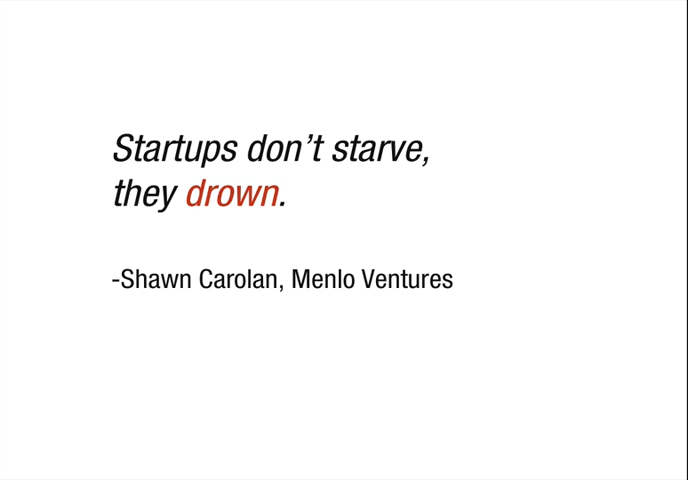 Startups don’t starve,
they drown.
-Shawn Carolan, Menlo Ventures